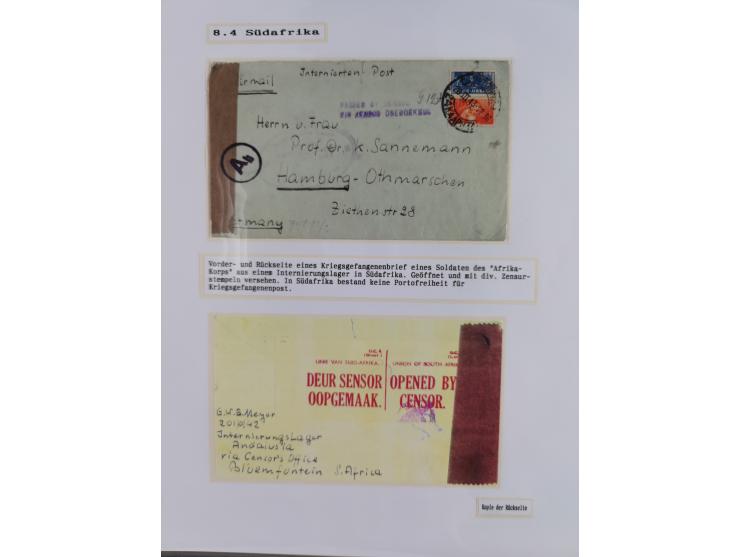 8.4 Südafrika
Internierten Post
Herrn u. Frau
Prof. Dr. K. Sannemann
Hamburg-Othmarschen
Ziethenstr 28
A
Vorder- und Rückseite eines Kriegsgefangenenbrief eines Soldaten des "Afrika-
Korps" aus einem Internierungslager in Südafrika. Geöffnet und mit div. Zensur-
stempeln versehen. In Südafrika bestand keine Portofreiheit für
Kriegsgefangenenpost.
UNIE VAN SUID-AFRIKA.
DEUR SENSOR
OOPGEMAAK.
UNION OF SOUTH AFRI
OPENED BY
CENSOR.
G.W.B. Meyer
Internierungslager
Andalusia
via Censor's Office
Bloemfontein S. Africa
Kopie der Rückseite